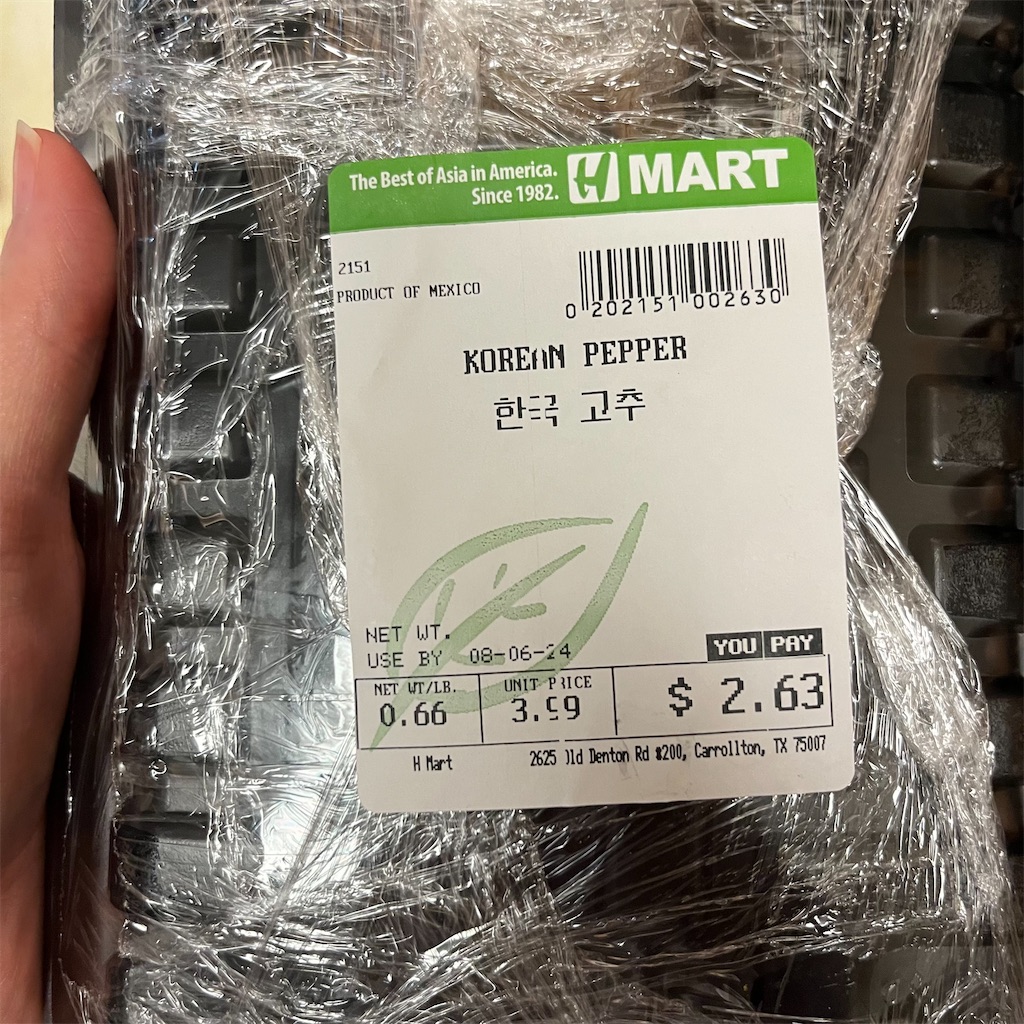 The Best of Asia in America.
Since 1982.
H MART
2151
PRODUCT OF MEXICO
0 202151 002630
KOREAN PEPPER
한국 고추
NET WT.
USE BY 08-06-24
YOU PAY
NET WT/LB.
UNIT PRICE
0.66
3.99
$ 2.63
H Mart
2625 Old Denton Rd #200, Carrollton, TX 75007